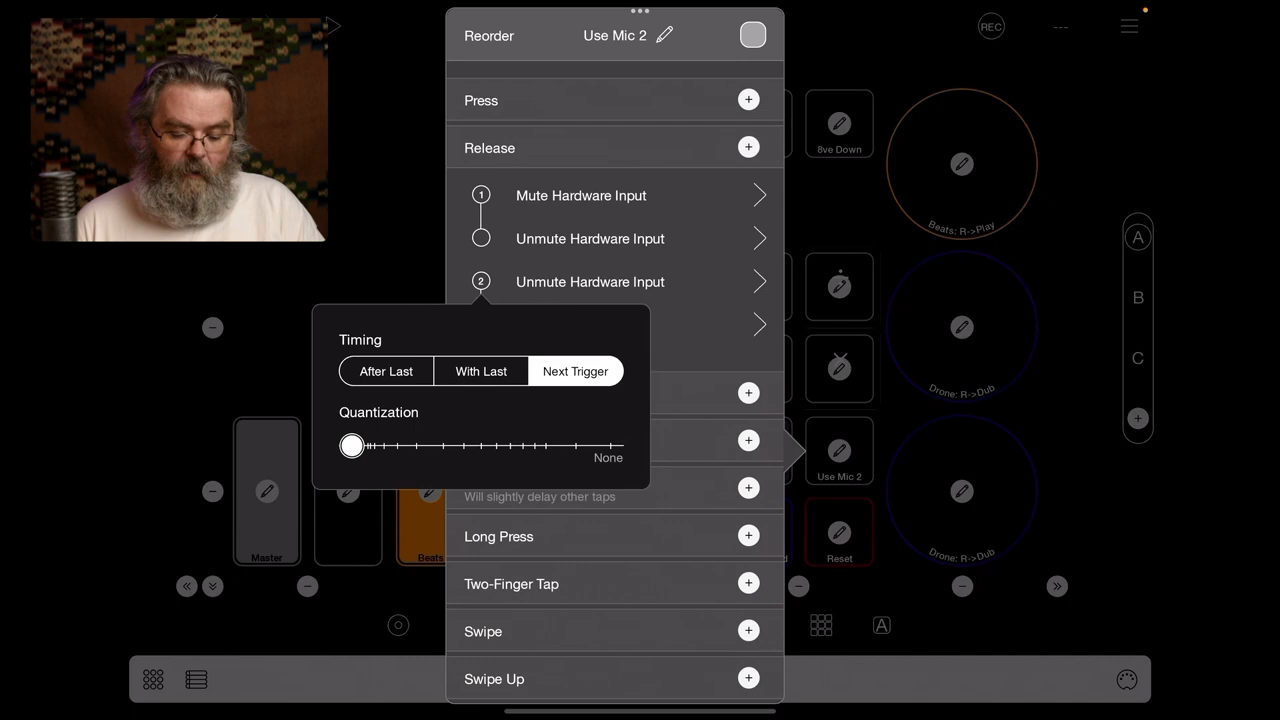 Reorder
Use Mic 2
REC
---
Press
Release
1
Mute Hardware Input
Unmute Hardware Input
2
Unmute Hardware Input
Timing
After Last
With Last
Next Trigger
Quantization
None
Will slightly delay other taps
Long Press
Two-Finger Tap
Swipe
Swipe Up
8ve Down
Use Mic 2
Reset
Beats: R->Play
Drone: R->Dub
Drone: R->Dub
A
B
C
Master
Beats
d
A